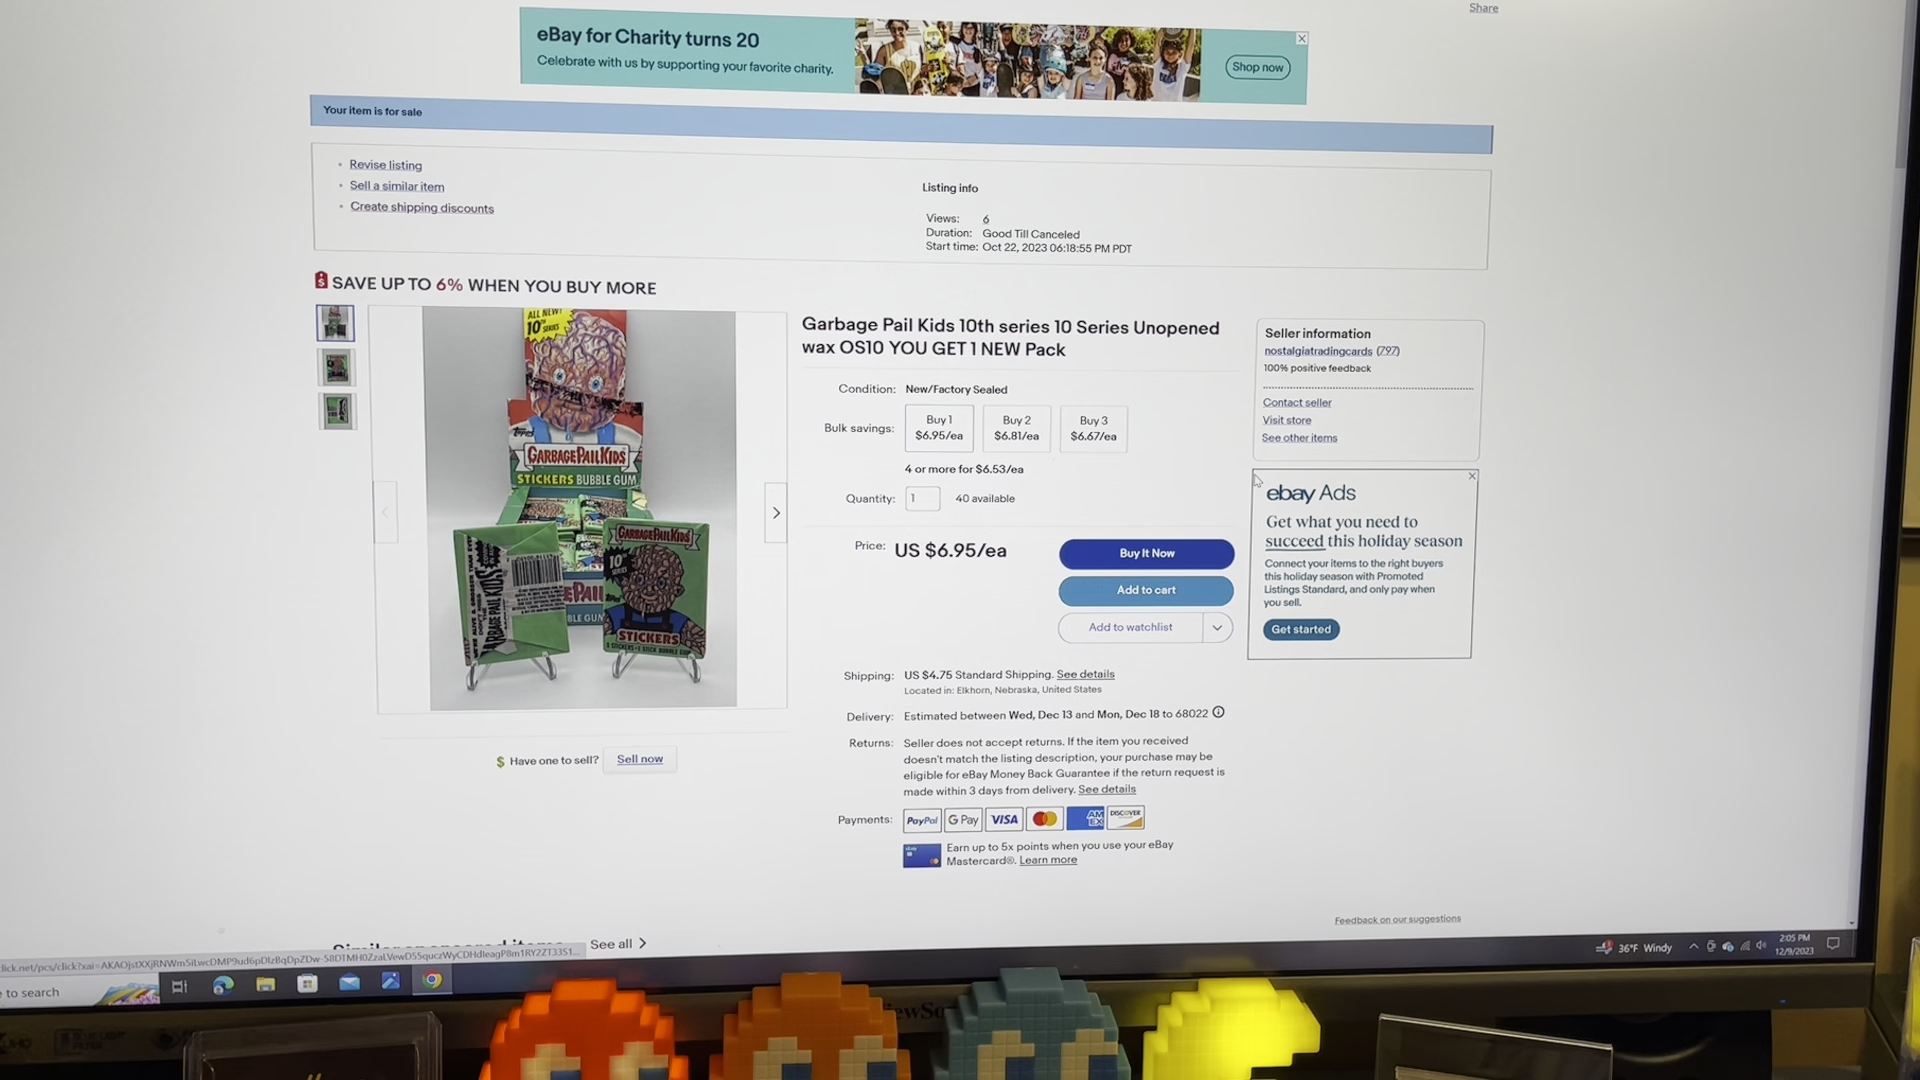 Share
eBay for Charity turns 20
Celebrate with us by supporting your favorite charity.
Shop now
Your item is for sale
Revise listing
Sell a similar item
Create shipping discounts
Listing info
Views: 6
Duration: Good Till Canceled
Start time: Oct 22, 2023 06:18:55 PM PDT
SAVE UP TO 6% WHEN YOU BUY MORE
ALL NEW!
10TH SERIES
Topps
GARBAGE PAIL KIDS
STICKERS BUBBLE GUM
GARBAGE PAIL KIDS
10TH SERIES
STICKERS
Garbage Pail Kids 10th series 10 Series Unopened
wax OS10 YOU GET 1 NEW Pack
Condition: New/Factory Sealed
Bulk savings:
Buy 1
$6.95/ea
Buy 2
$6.81/ea
Buy 3
$6.67/ea
4 or more for $6.53/ea
Quantity: 1 40 available
Price: US $6.95/ea
Buy It Now
Add to cart
Add to watchlist
Shipping: US $4.75 Standard Shipping. See details
Located in: Elkhorn, Nebraska, United States
Delivery: Estimated between Wed, Dec 13 and Mon, Dec 18 to 68022
Returns: Seller does not accept returns. If the item you received
doesn't match the listing description, your purchase may be
eligible for eBay Money Back Guarantee if the return request is
made within 3 days from delivery. See details
Payments: PayPal G Pay VISA AM EX DISCOVER
Earn up to 5x points when you use your eBay
Mastercard®. Learn more
Seller information
nostalgiatradingcards (797)
100% positive feedback
Contact seller
Visit store
See other items
ebay Ads
Get what you need to
succeed this holiday season
Connect your items to the right buyers
this holiday season with Promoted
Listings Standard, and only pay when
you sell.
Get started
$ Have one to sell? Sell now
Feedback on our suggestions
See all
e to search
36°F Windy
2:05 PM
12/9/2023